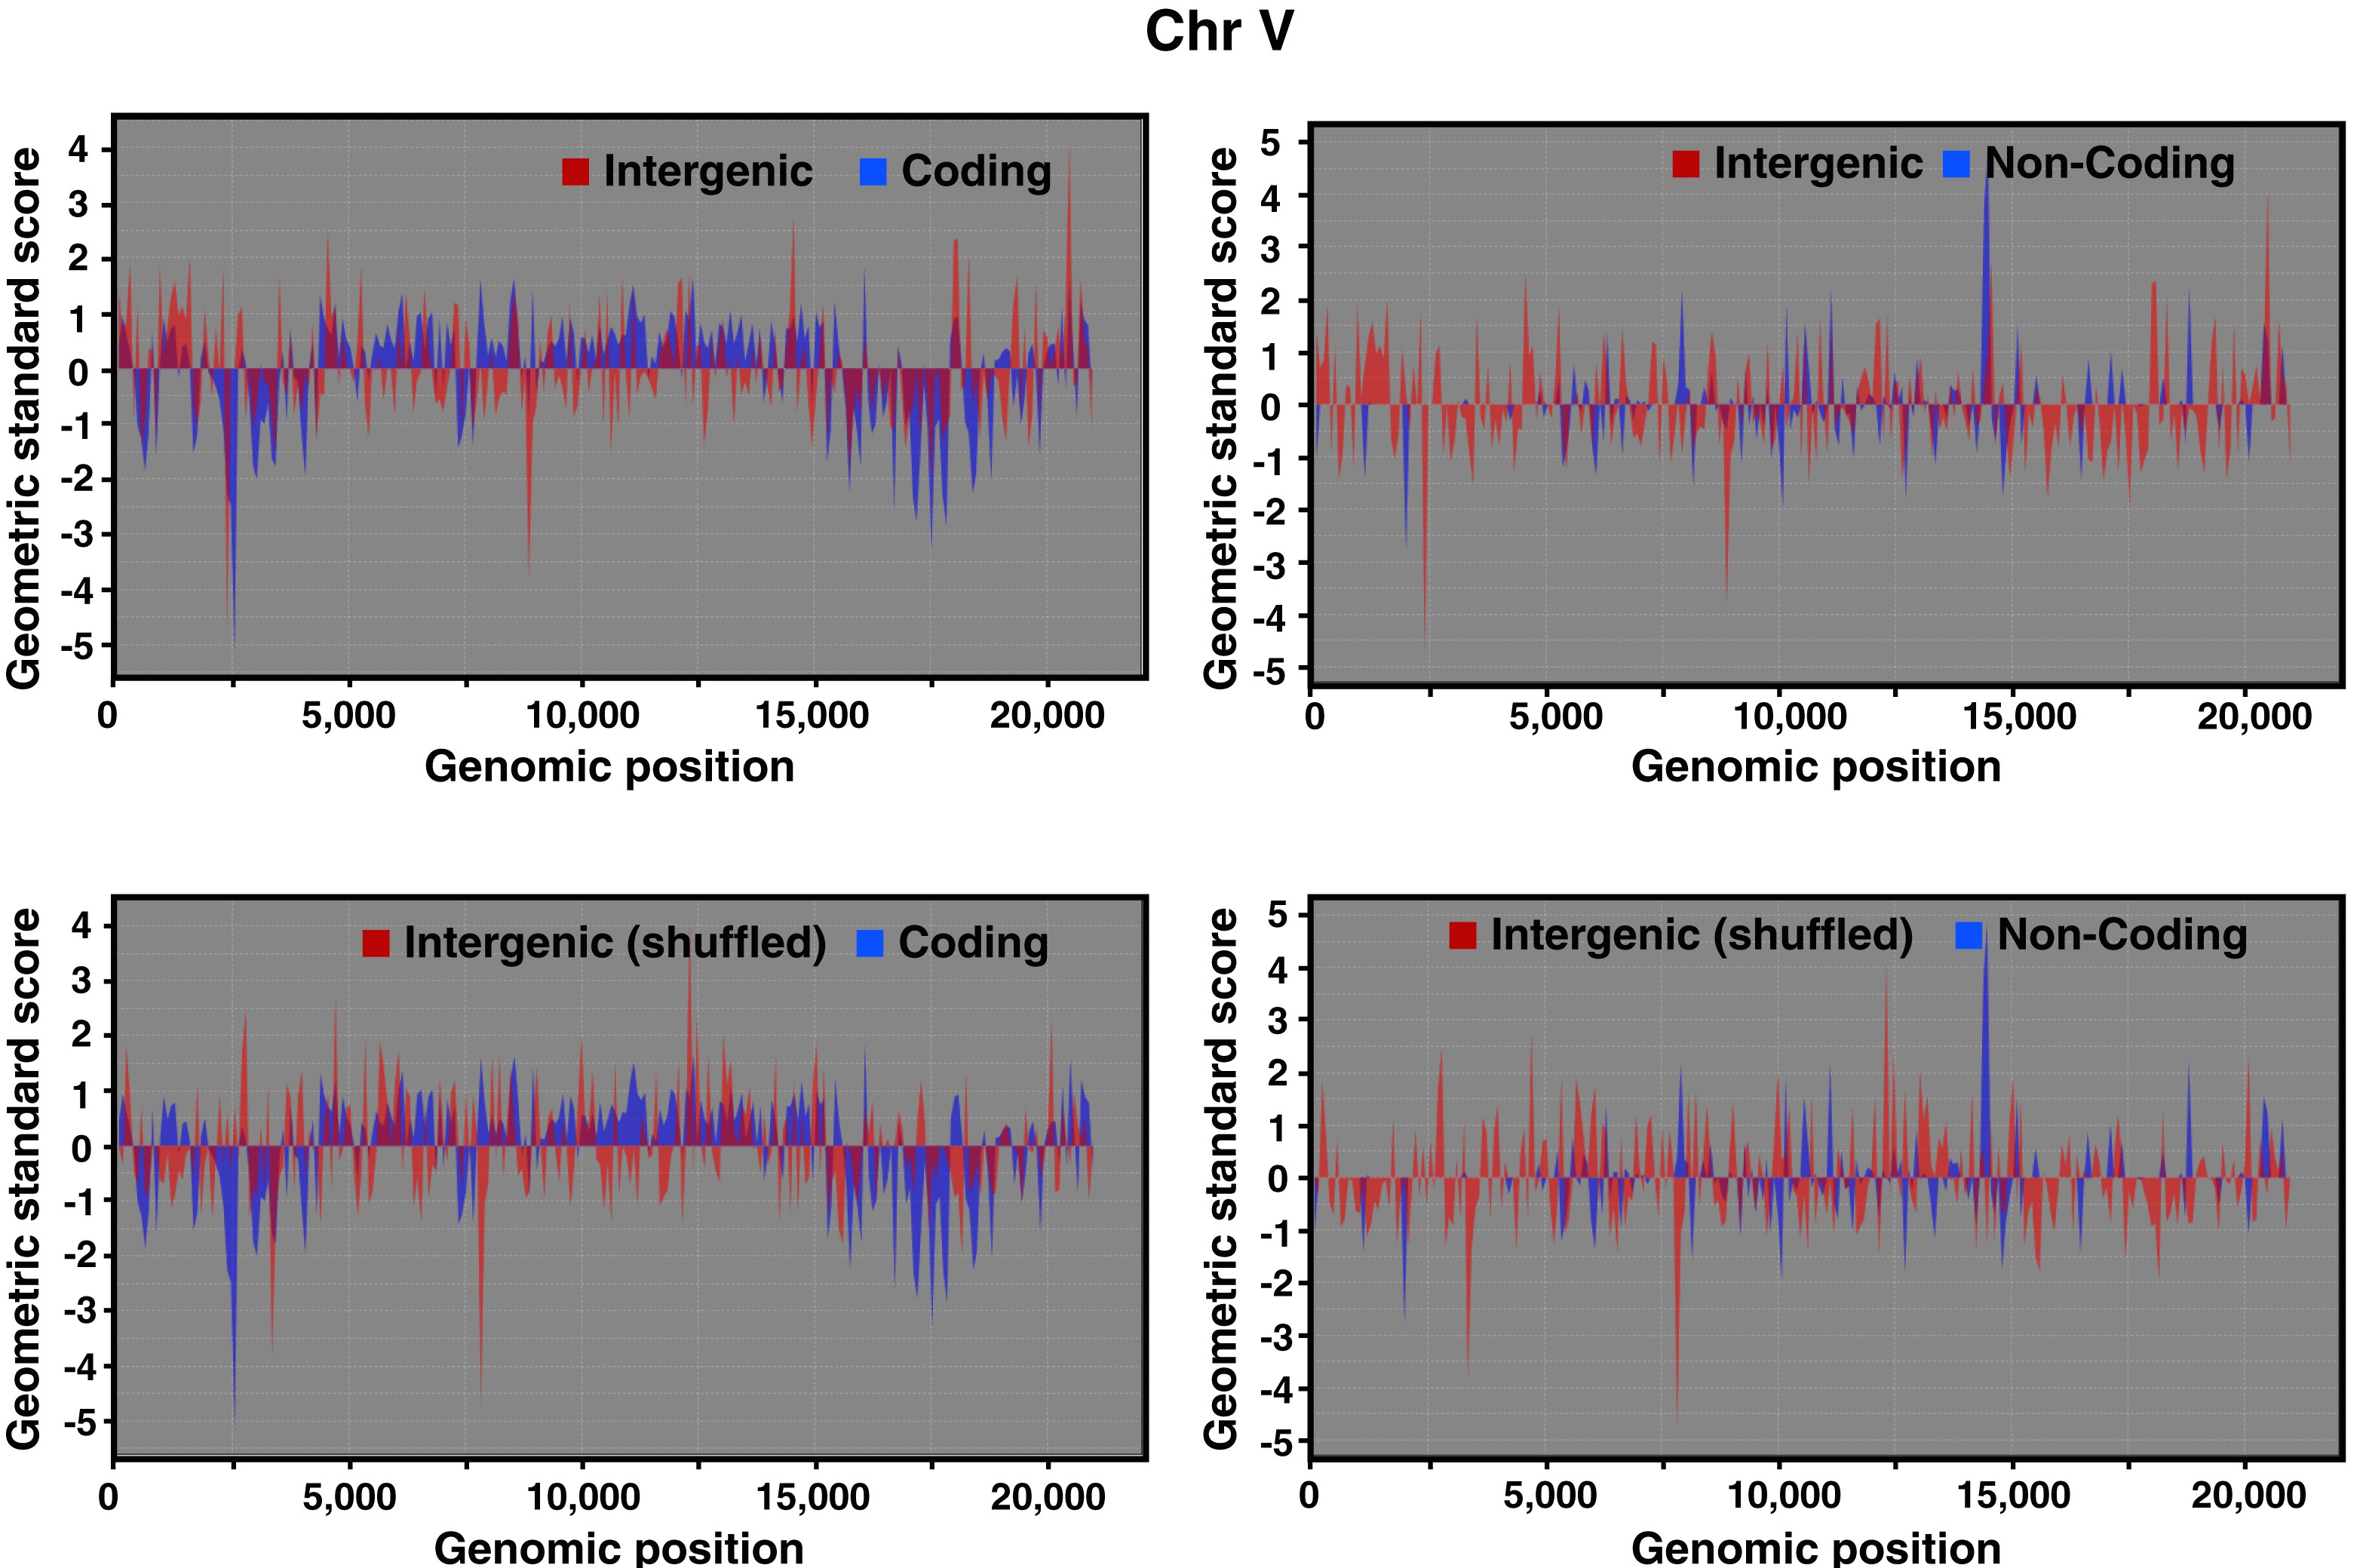 Chr V
Geometric standard score
4
3
2
1
0
-1
-2
-3
-4
-5
Intergenic Coding
0 5,000 10,000 15,000 20,000
Genomic position
Geometric standard score
5
4
3
2
1
0
-1
-2
-3
-4
-5
Intergenic Non-Coding
0 5,000 10,000 15,000 20,000
Genomic position
Geometric standard score
4
3
2
1
0
-1
-2
-3
-4
-5
Intergenic (shuffled) Coding
0 5,000 10,000 15,000 20,000
Genomic position
Geometric standard score
5
4
3
2
1
0
-1
-2
-3
-4
-5
Intergenic (shuffled) Non-Coding
0 5,000 10,000 15,000 20,000
Genomic position